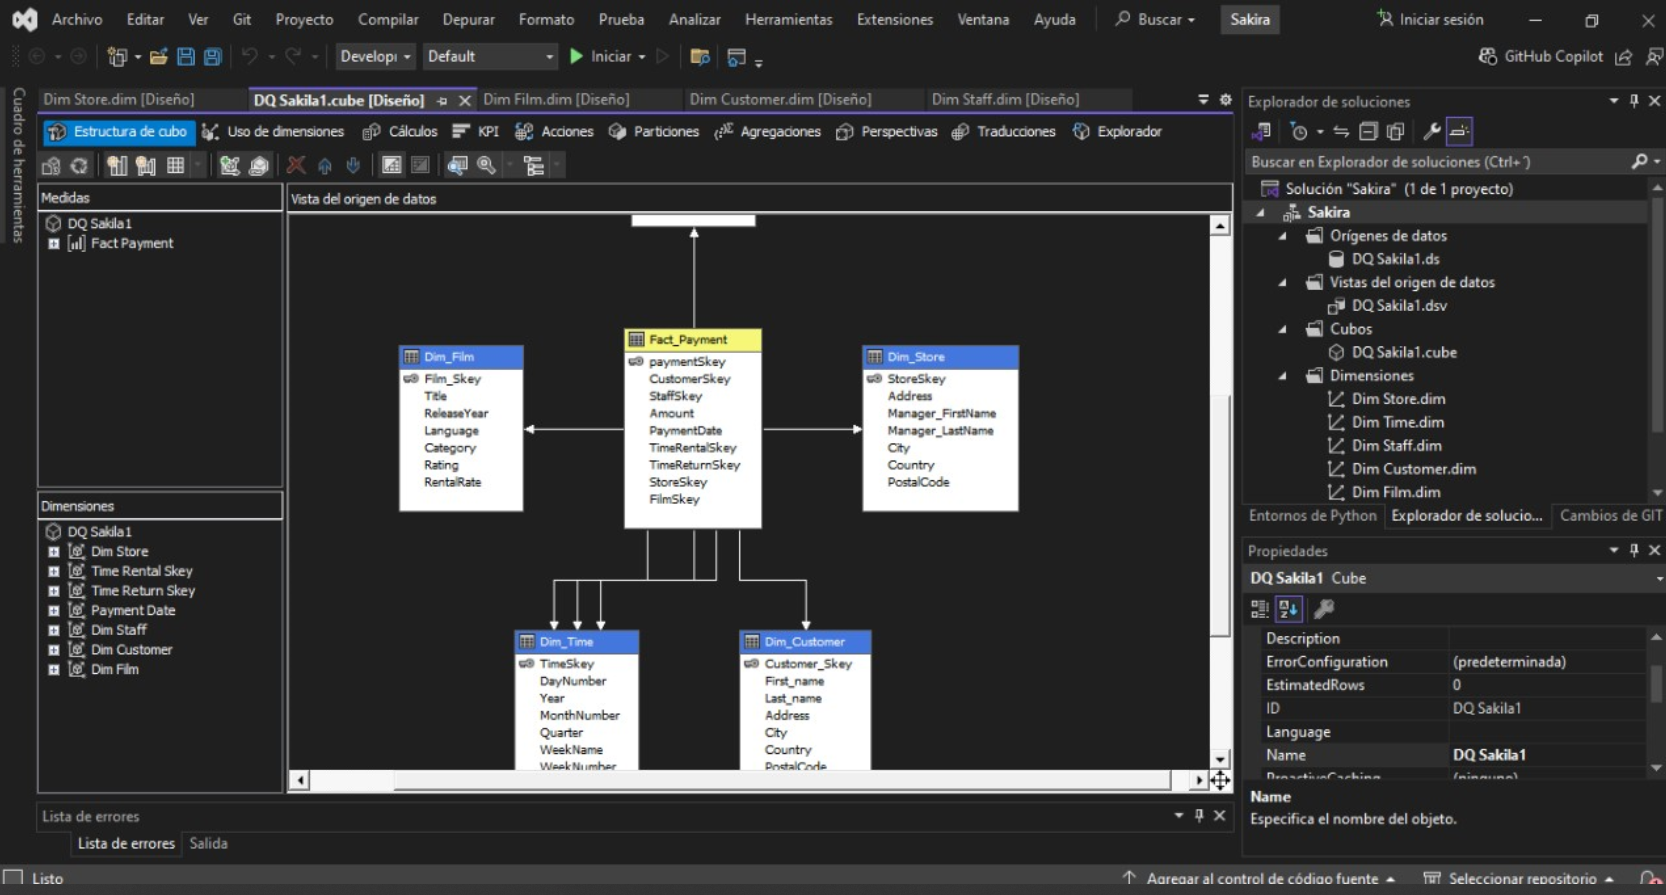 Archivo Editar Ver Git Proyecto Compilar Depurar Formato Prueba Analizar Herramientas Extensiones Ventana Ayuda Buscar Sakira Iniciar sesión
Developi Default Iniciar GitHub Copilot
Cuadro de herramientas
Dim Store.dim [Diseño] DQ Sakila1.cube [Diseño] Dim Film.dim [Diseño] Dim Customer.dim [Diseño] Dim Staff.dim [Diseño]
Estructura de cubo Uso de dimensiones Cálculos KPI Acciones Particiones Agregaciones Perspectivas Traducciones Explorador
Medidas
DQ Sakila1
Fact Payment
Dimensiones
DQ Sakila1
Dim Store
Time Rental Skey
Time Return Skey
Payment Date
Dim Staff
Dim Customer
Dim Film
Vista del origen de datos
Dim_Film
Film_Skey
Title
ReleaseYear
Language
Category
Rating
RentalRate
Fact_Payment
paymentSkey
CustomerSkey
StaffSkey
Amount
PaymentDate
TimeRentalSkey
TimeReturnSkey
StoreSkey
FilmSkey
Dim_Store
StoreSkey
Address
Manager_FirstName
Manager_LastName
City
Country
PostalCode
Dim_Time
TimeSkey
DayNumber
Year
MonthNumber
Quarter
WeekName
WeekNumber
Dim_Customer
Customer_Skey
First_name
Last_name
Address
City
Country
PostalCode
Explorador de soluciones
Buscar en Explorador de soluciones (Ctrl+´)
Solución "Sakira" (1 de 1 proyecto)
Sakira
Orígenes de datos
DQ Sakila1.ds
Vistas del origen de datos
DQ Sakila1.dsv
Cubos
DQ Sakila1.cube
Dimensiones
Dim Store.dim
Dim Time.dim
Dim Staff.dim
Dim Customer.dim
Dim Film.dim
Entornos de Python Explorador de solucio... Cambios de GIT
Propiedades
DQ Sakila1 Cube
Description
ErrorConfiguration (predeterminada)
EstimatedRows 0
ID DQ Sakila1
Language
Name DQ Sakila1
ProactiveCaching (ninguno)
Name
Especifica el nombre del objeto.
Lista de errores
Lista de errores Salida
Listo Agregar al control de código fuente Seleccionar repositorio